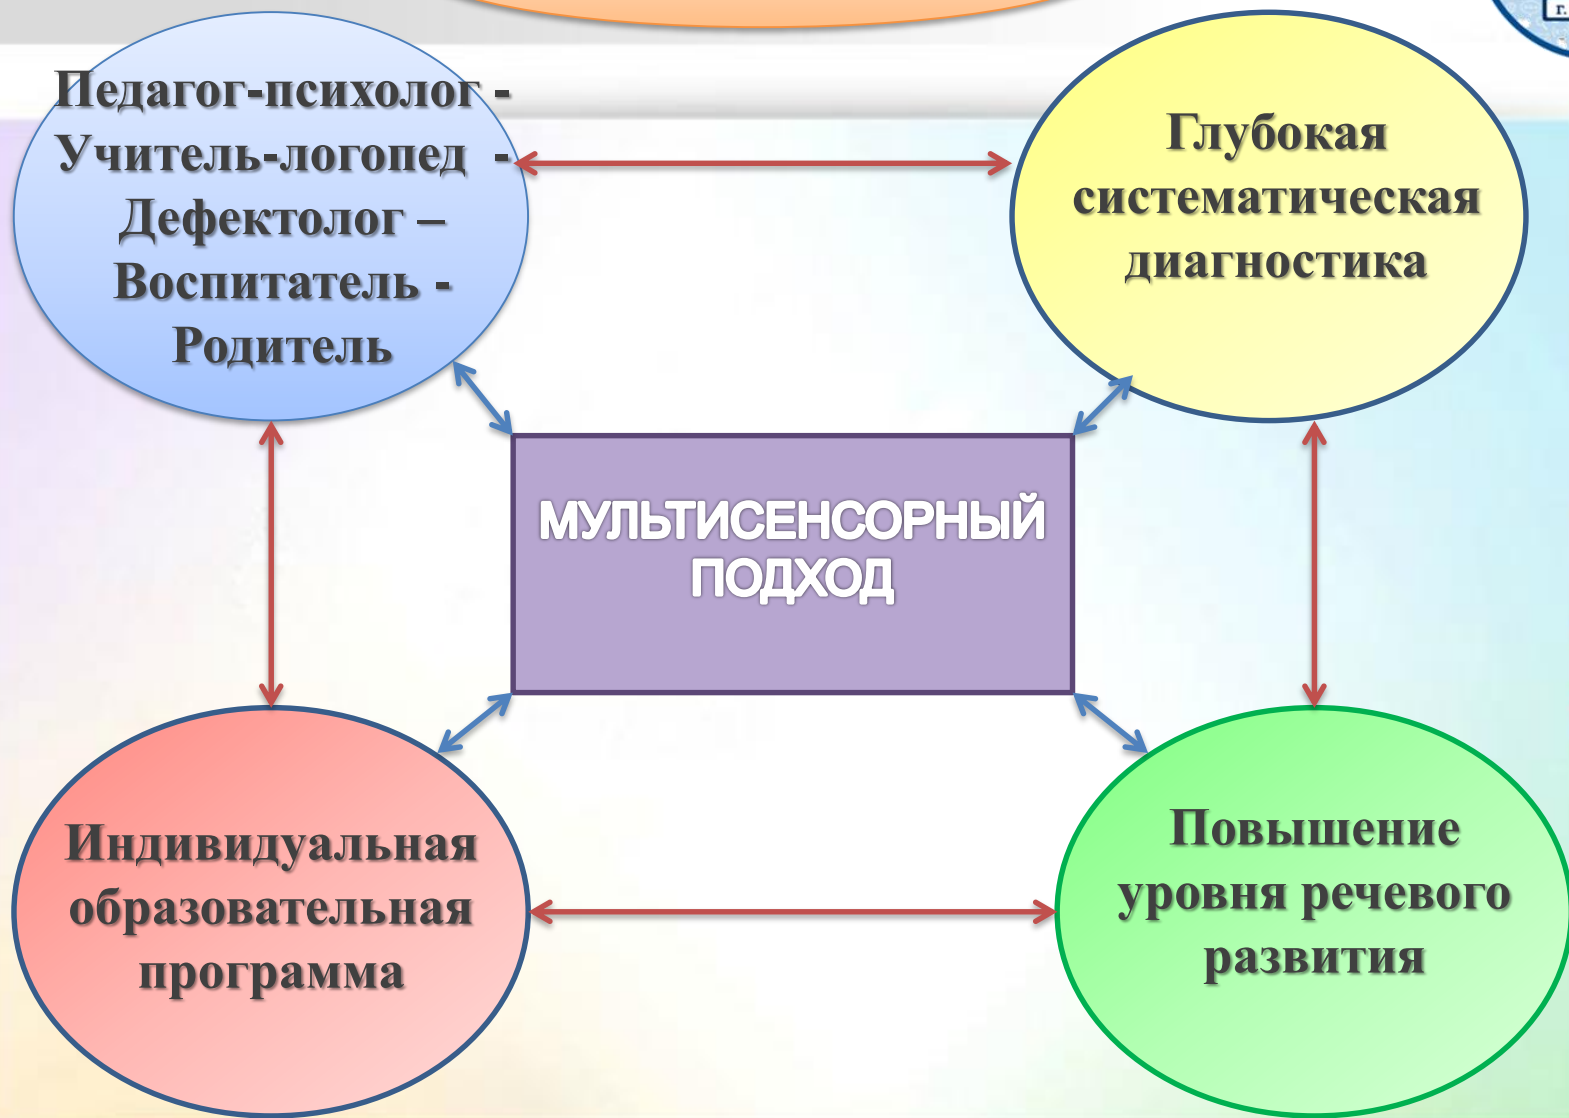 г.
Педагог-психолог -
Учитель-логопед -
Дефектолог –
Воспитатель -
Родитель
Глубокая
систематическая
диагностика
МУЛЬТИСЕНСОРНЫЙ
ПОДХОД
Индивидуальная
образовательная
программа
Повышение
уровня речевого
развития